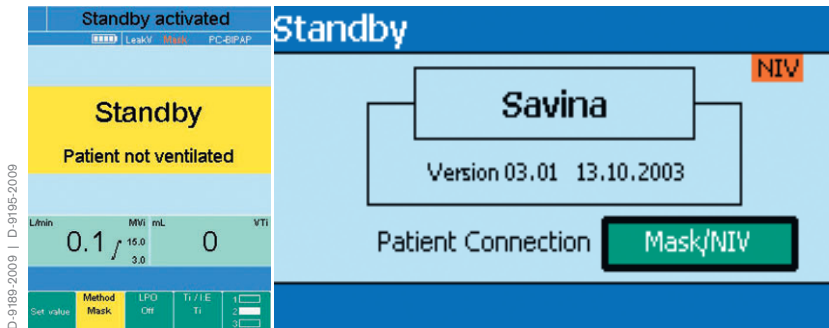 Standby activated
LeakV Mask PC-BIPAP
Standby
Patient not ventilated
L/min MVi mL VTi
0.1 15.0 0
3.0
Set value Method Mask LPO Off Ti / I:E Ti 1 2 3
Standby
NIV
Savina
Version 03.01 13.10.2003
Patient Connection Mask/NIV
D-9189-2009 | D-9195-2009